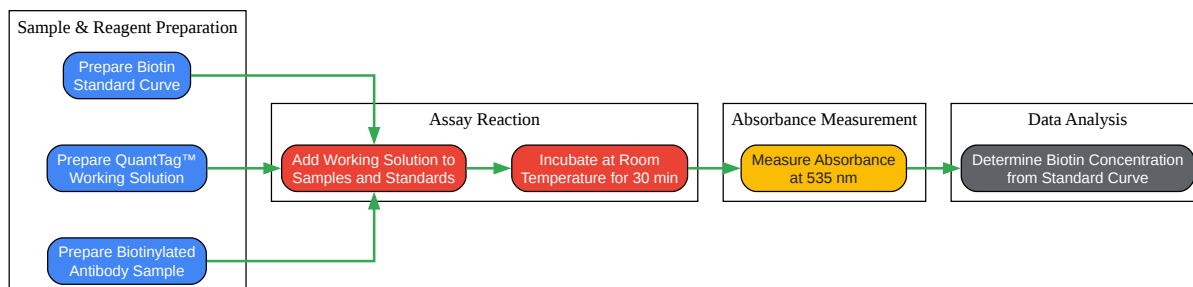 Sample & Reagent Preparation
Prepare Biotin
Standard Curve
Prepare QuantTag™
Working Solution
Prepare Biotinylated
Antibody Sample
Assay Reaction
Add Working Solution to
Samples and Standards
Incubate at Room
Temperature for 30 min
Absorbance Measurement
Measure Absorbance
at 535 nm
Data Analysis
Determine Biotin Concentration
from Standard Curve